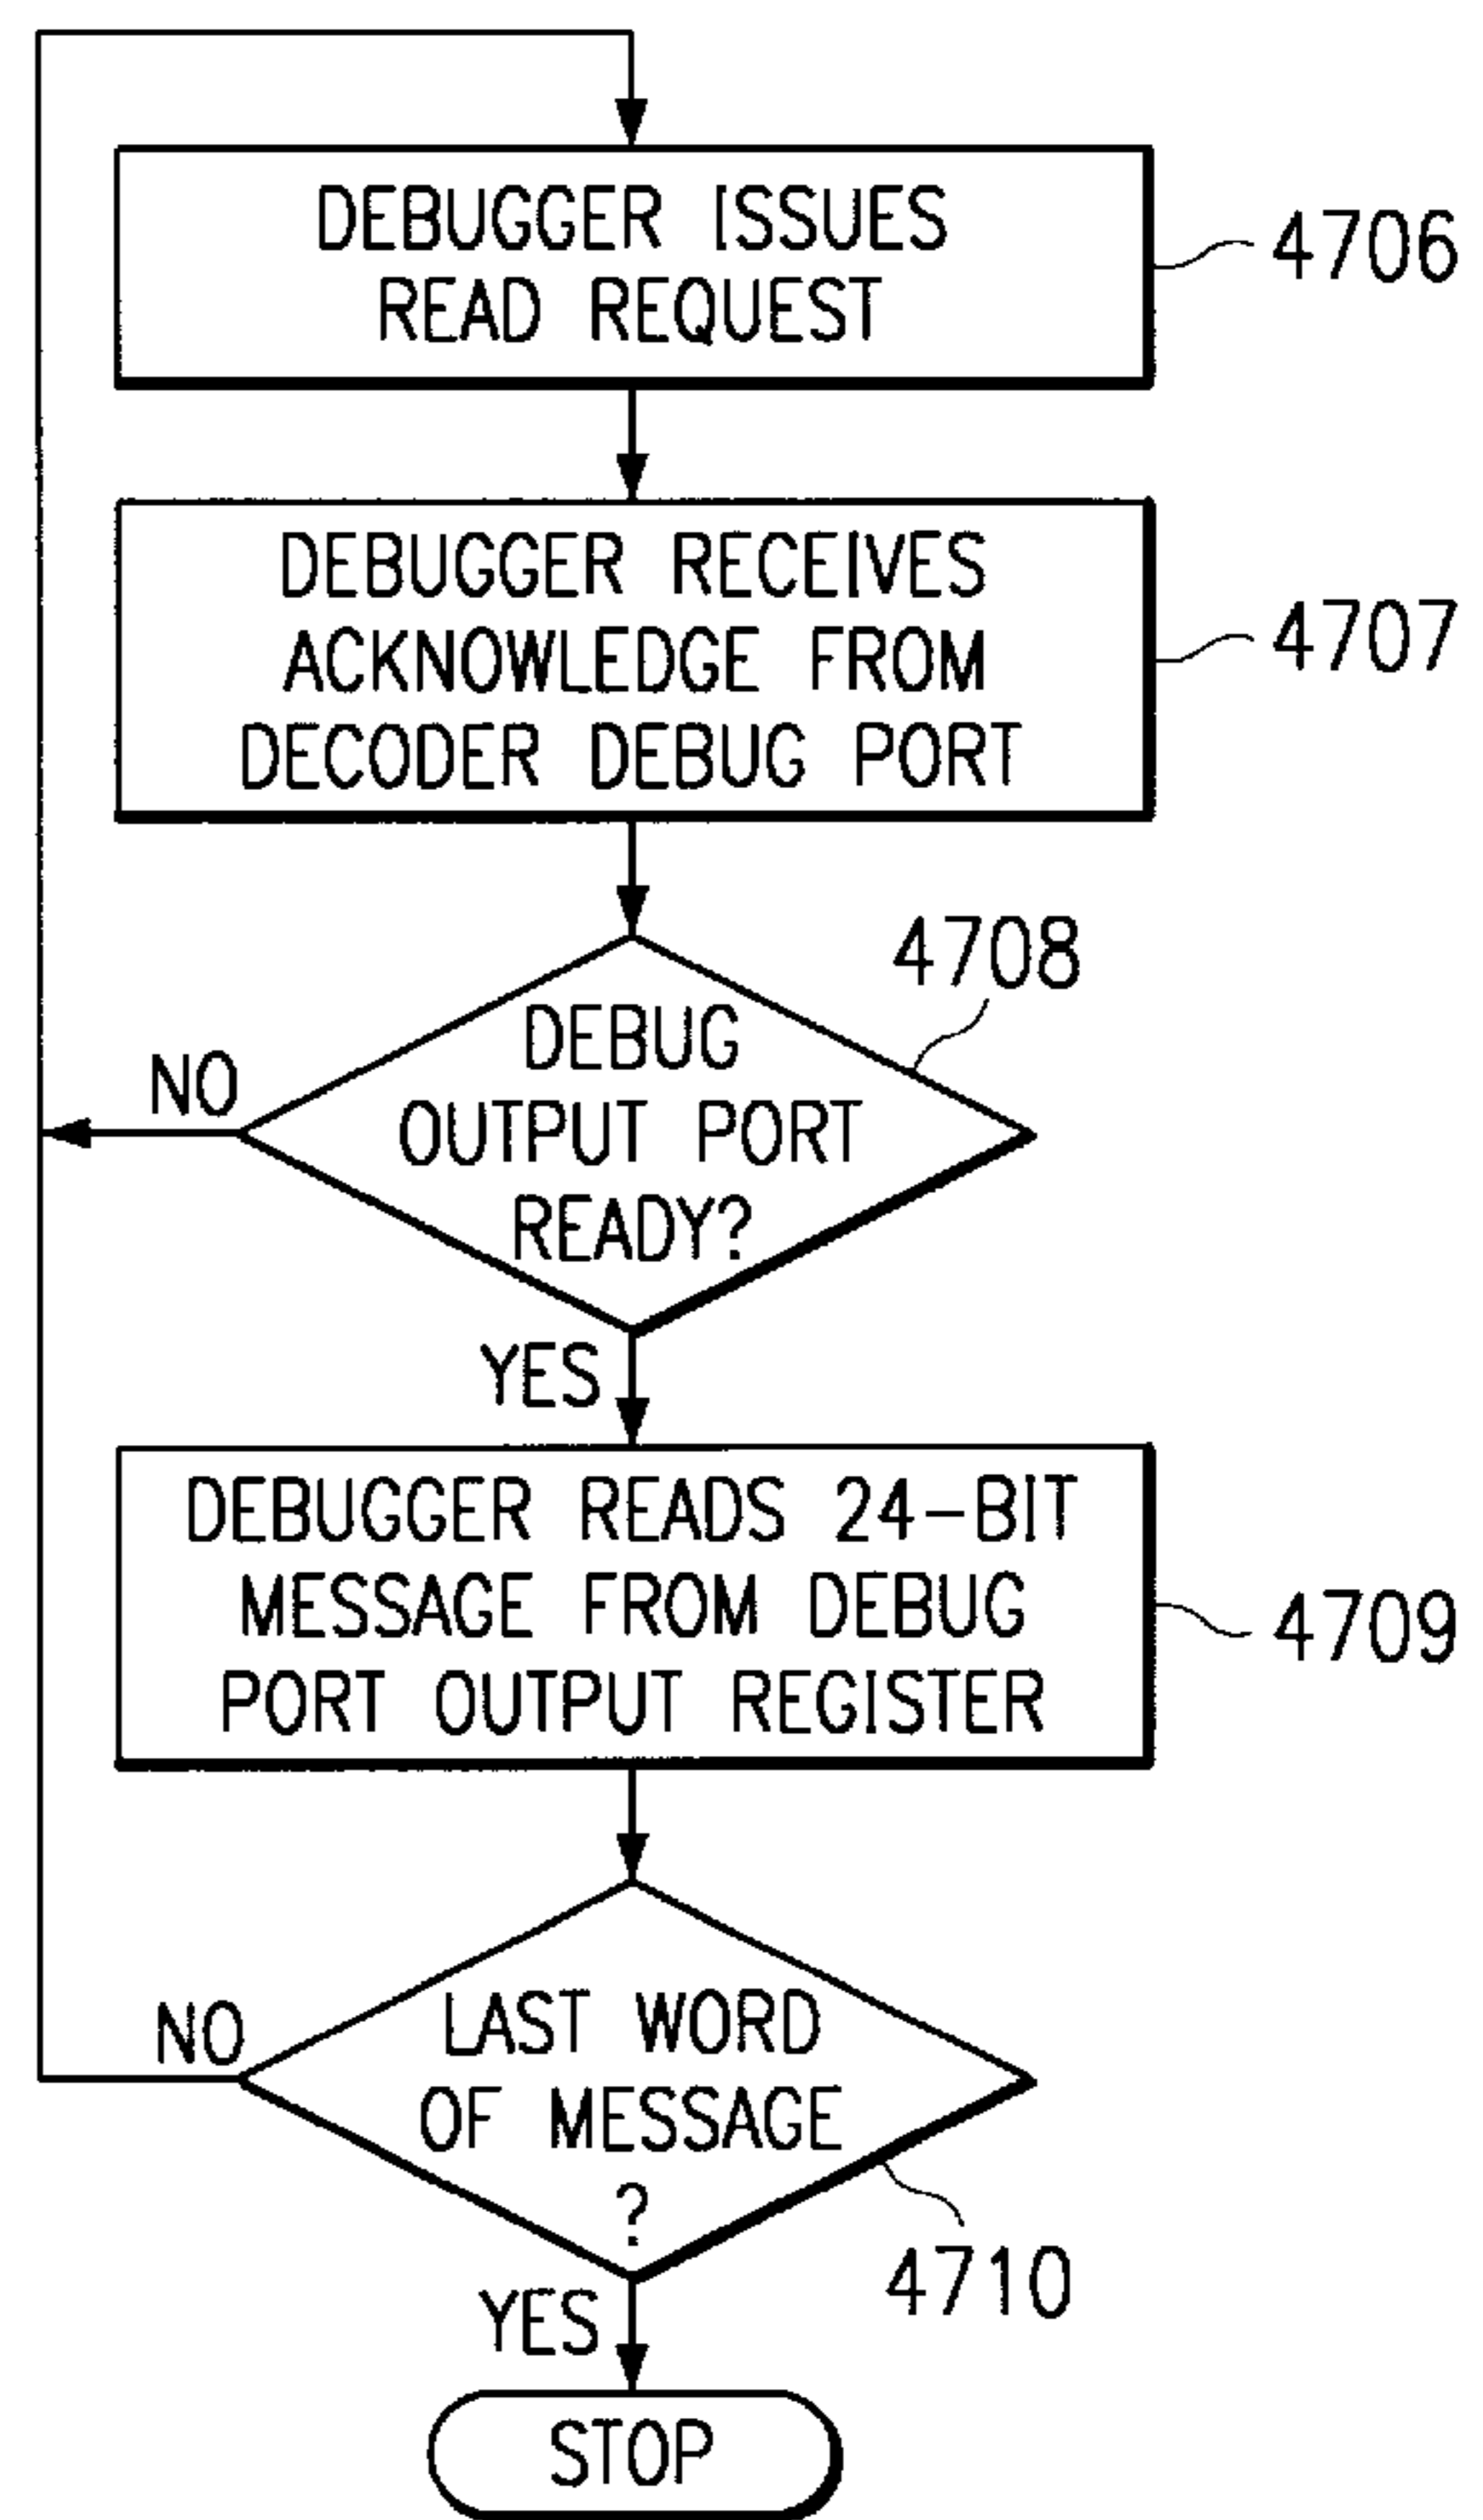 DEBUGGER ISSUES
READ REQUEST
4706
DEBUGGER RECEIVES
ACKNOWLEDGE FROM
DECODER DEBUG PORT
4707
4708
DEBUG
OUTPUT PORT
READY?
NO
YES
DEBUGGER READS 24-BIT
MESSAGE FROM DEBUG
PORT OUTPUT REGISTER
4709
LAST WORD
OF MESSAGE
?
NO
4710
YES
STOP